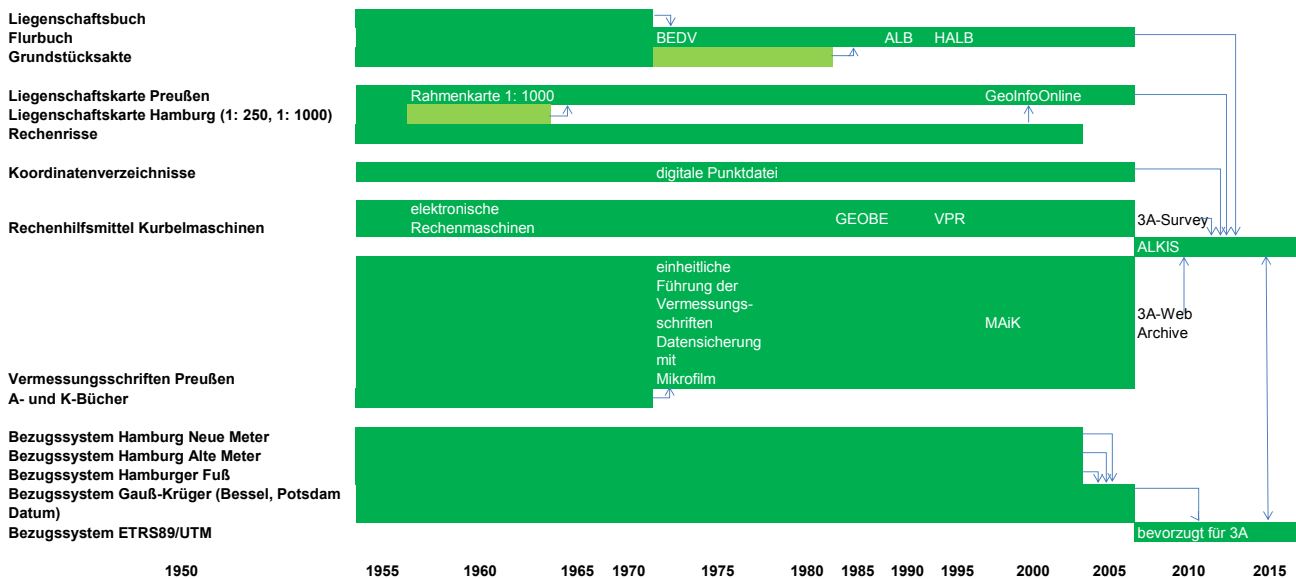 Liegenschaftsbuch
Flurbuch BEDV ALB HALB
Grundstücksakte
Liegenschaftskarte Preußen Rahmenkarte 1: 1000 GeoInfoOnline
Liegenschaftskarte Hamburg (1: 250, 1: 1000)
Rechenrisse
Koordinatenverzeichnisse digitale Punktdatei
elektronische
Rechenmaschinen
GEOBE VPR 3A-Survey
Rechenhilfsmittel Kurbelmaschinen
ALKIS
einheitliche
Führung der
Vermessungs-
schriften
Datensicherung
mit
Mikrofilm
MAiK
3A-Web
Archive
Vermessungsschriften Preußen
A- und K-Bücher
Bezugssystem Hamburg Neue Meter
Bezugssystem Hamburg Alte Meter
Bezugssystem Hamburger Fuß
Bezugssystem Gauß-Krüger (Bessel, Potsdam
Datum)
Bezugssystem ETRS89/UTM bevorzugt für 3A
1950 1955 1960 1965 1970 1975 1980 1985 1990 1995 2000 2005 2010 2015